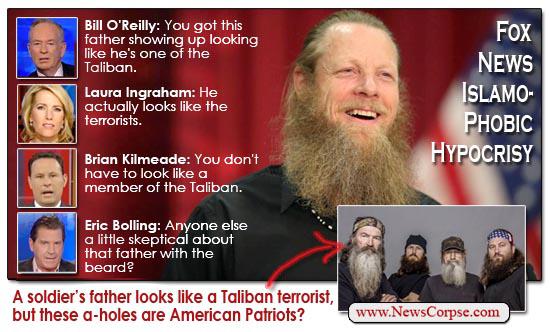 Bill O'Reilly: You got this
father showing up looking
like he's one of the
Taliban.
Laura Ingraham: He
actually looks like the
terrorists.
Brian Kilmeade: You don't
have to look like a
member of the Taliban.
Eric Bolling: Anyone else
a little skeptical about
that father with the
beard?
Fox
News
Islamo-
Phobic
Hypocrisy
A soldier's father looks like a Taliban terrorist,
but these a-holes are American Patriots?
www.NewsCorpse.com